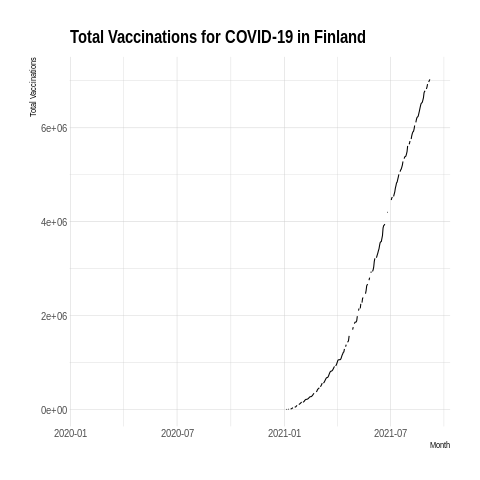 Total Vaccinations for COVID-19 in Finland
Total Vaccinations
6e+06
4e+06
2e+06
0e+00
2020-01 2020-07 2021-01 2021-07
Month